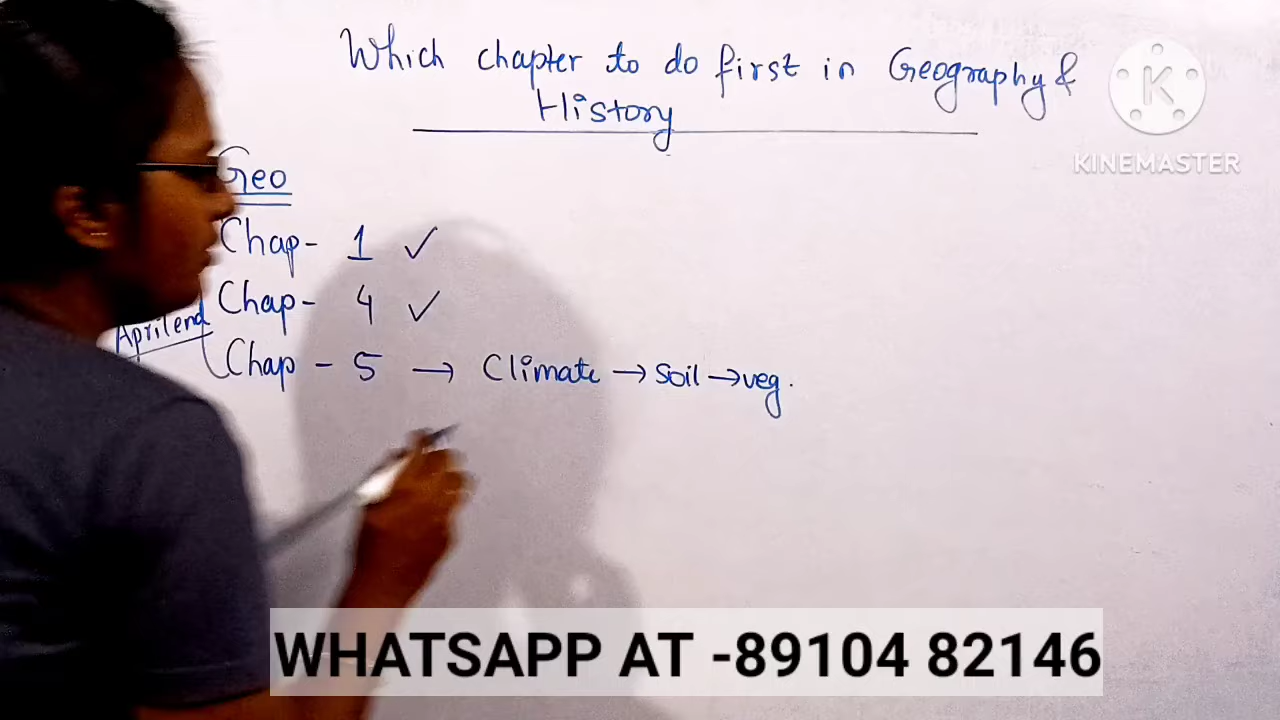 Which chapter to do first in Geography &
History
KINEMASTER
Geo
Chap- 1 ✓
Chap- 4 ✓
April end
Chap - 5 → Climate → Soil → veg.
WHATSAPP AT -89104 82146